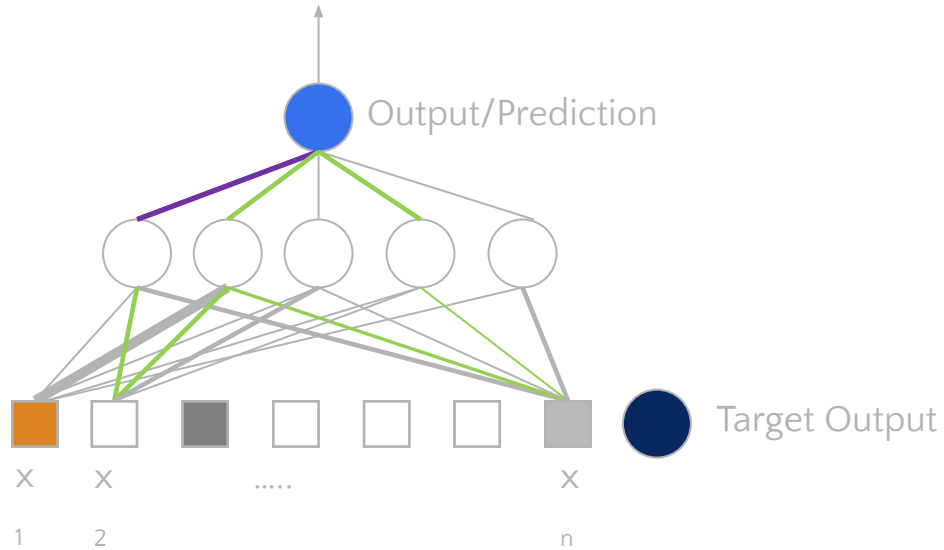 Output/Prediction
Target Output
X X ..... X
1 2 n